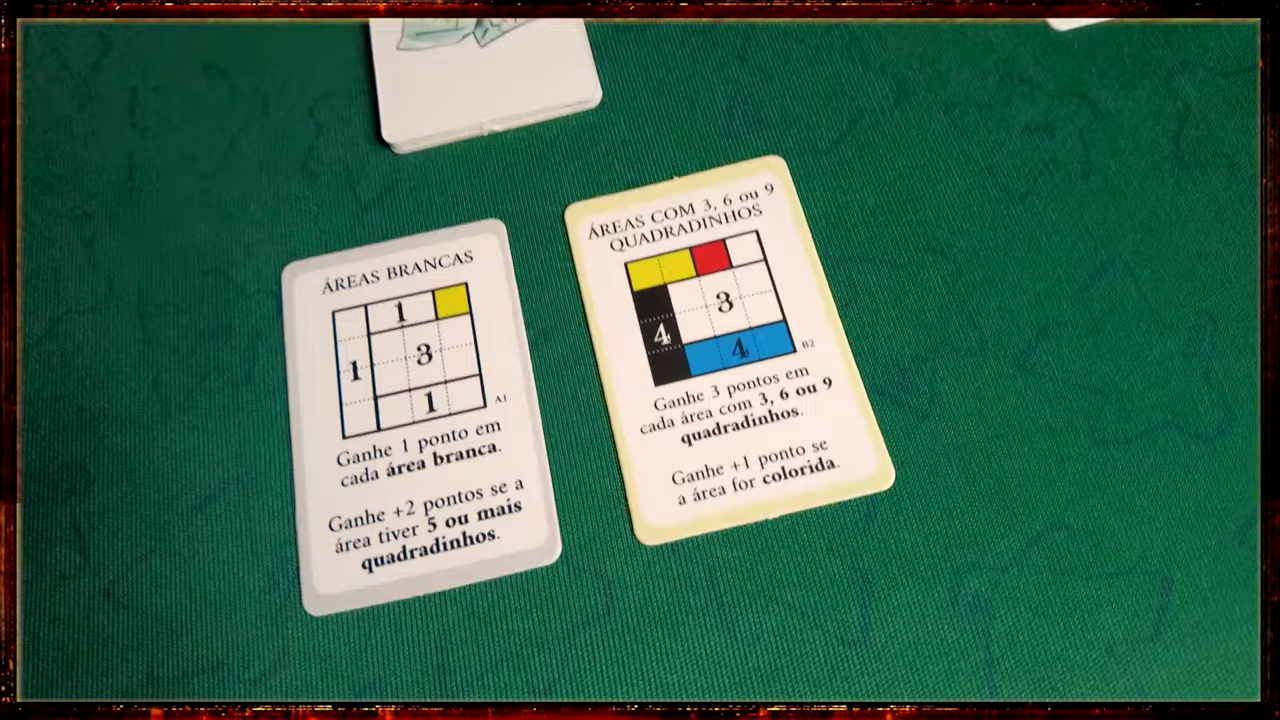 ÁREAS BRANCAS
1
3
1
1
A1
Ganhe 1 ponto em
cada área branca.
Ganhe +2 pontos se a
área tiver 5 ou mais
quadradinhos.
ÁREAS COM 3, 6 ou 9
QUADRADINHOS
3
4
4
B2
Ganhe 3 pontos em
cada área com 3, 6 ou 9
quadradinhos.
Ganhe +1 ponto se
a área for colorida.